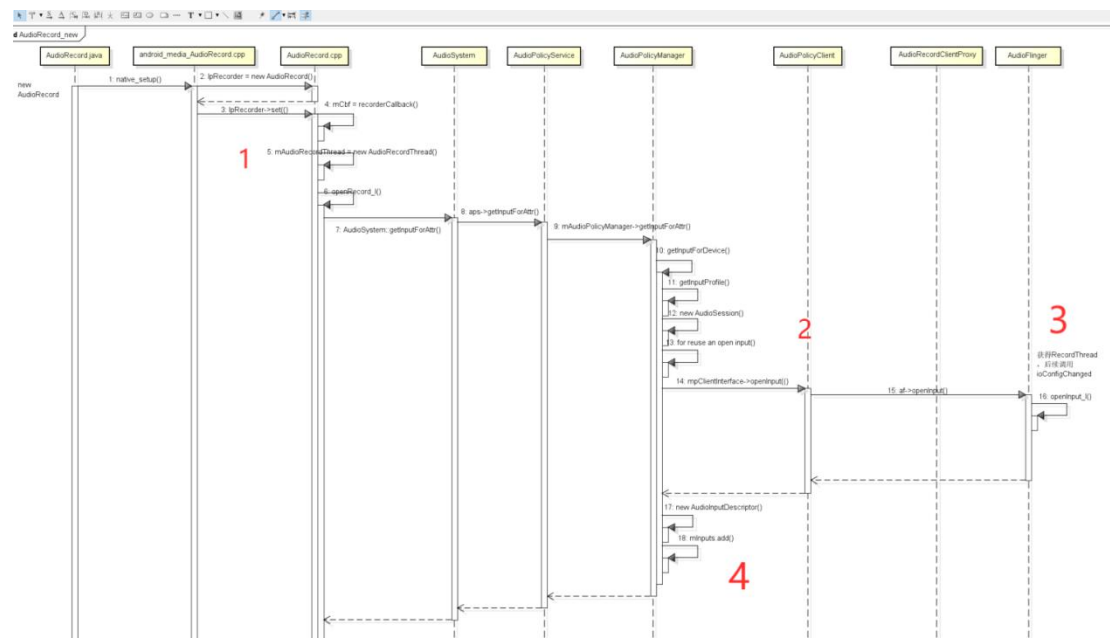 d AudioRecord_new
AudioRecord.java
android_media_AudioRecord.cpp
AudioRecord.cpp
AudioSystem
AudioPolicyService
AudioPolicyManager
AudioPolicyClient
AudioRecordClientProxy
AudioFlinger
new
AudioRecord
1: native_setup()
2: lpRecorder = new AudioRecord()
3: lpRecorder->set()
4: mCbf = recorderCallback()
1
5: mAudioRecordThread = new AudioRecordThread()
6: openRecord_l()
7: AudioSystem::getInputForAttr()
8: aps->getInputForAttr()
9: mAudioPolicyManager->getInputForAttr()
10: getInputForDevice()
11: getInputProfile()
12: new AudioSession()
13: for reuse an open input()
2
3
获得RecordThread
，后续调用
ioConfigChanged
14: mpClientInterface->openInput()
15: af->openInput()
16: openInput_l()
17: new AudioInputDescriptor()
18: mInputs.add()
4